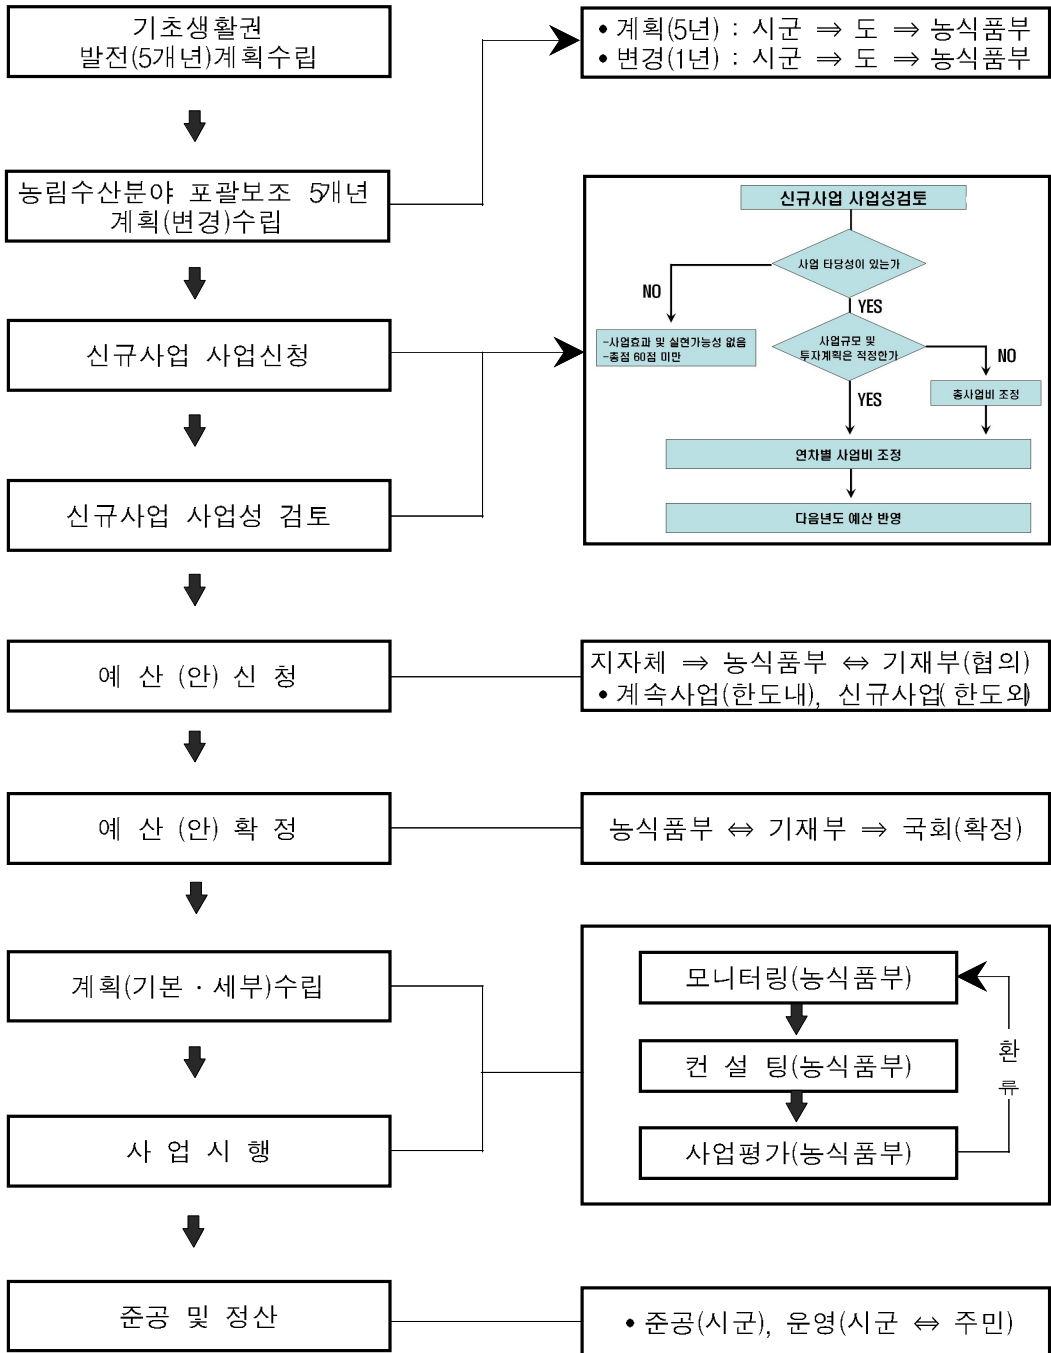 기초생활권
발전(5개년)계획수립
• 계획(5년) : 시군 ⇒ 도 ⇒ 농식품부
• 변경(1년) : 시군 ⇒ 도 ⇒ 농식품부
농림수산분야 포괄보조 5개년
계획(변경)수립
신규사업 사업신청
신규사업 사업성 검토
신규사업 사업성검토
사업 타당성이 있는가
NO
YES
-사업효과 및 실현가능성 없음
-총점 60점 미만
사업규모 및
투자계획은 적정한가
NO
YES
총사업비 조정
연차별 사업비 조정
다음년도 예산 반영
예 산 (안) 신 청
지자체 ⇒ 농식품부 ⇔ 기재부(협의)
• 계속사업(한도내), 신규사업(한도외)
예 산 (안) 확 정
농식품부 ⇔ 기재부 ⇒ 국회(확정)
계획(기본 · 세부)수립
사 업 시 행
모니터링(농식품부)
컨 설 팅(농식품부)
사업평가(농식품부)
환
류
준공 및 정산
• 준공(시군), 운영(시군 ⇔ 주민)